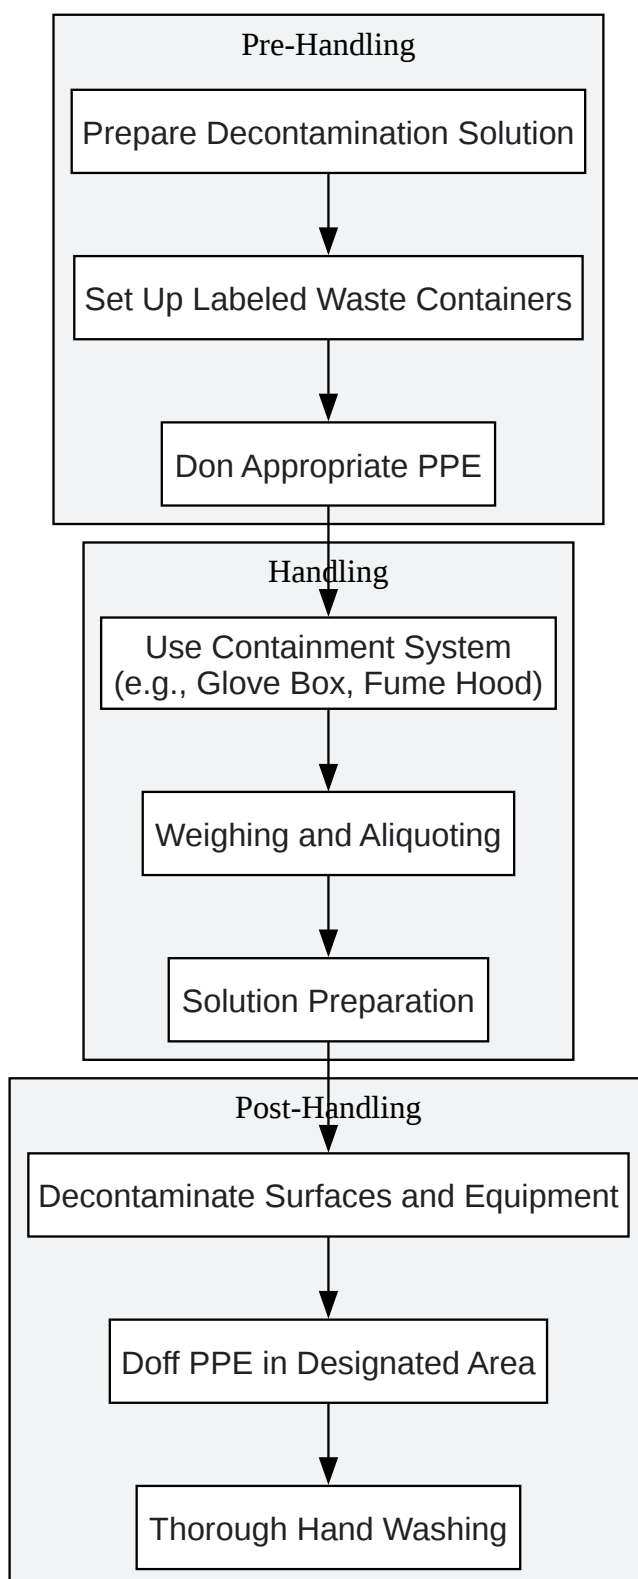 Pre-Handling
Prepare Decontamination Solution
Set Up Labeled Waste Containers
Don Appropriate PPE
Handling
Use Containment System
(e.g., Glove Box, Fume Hood)
Weighing and Aliquoting
Solution Preparation
Post-Handling
Decontaminate Surfaces and Equipment
Doff PPE in Designated Area
Thorough Hand Washing